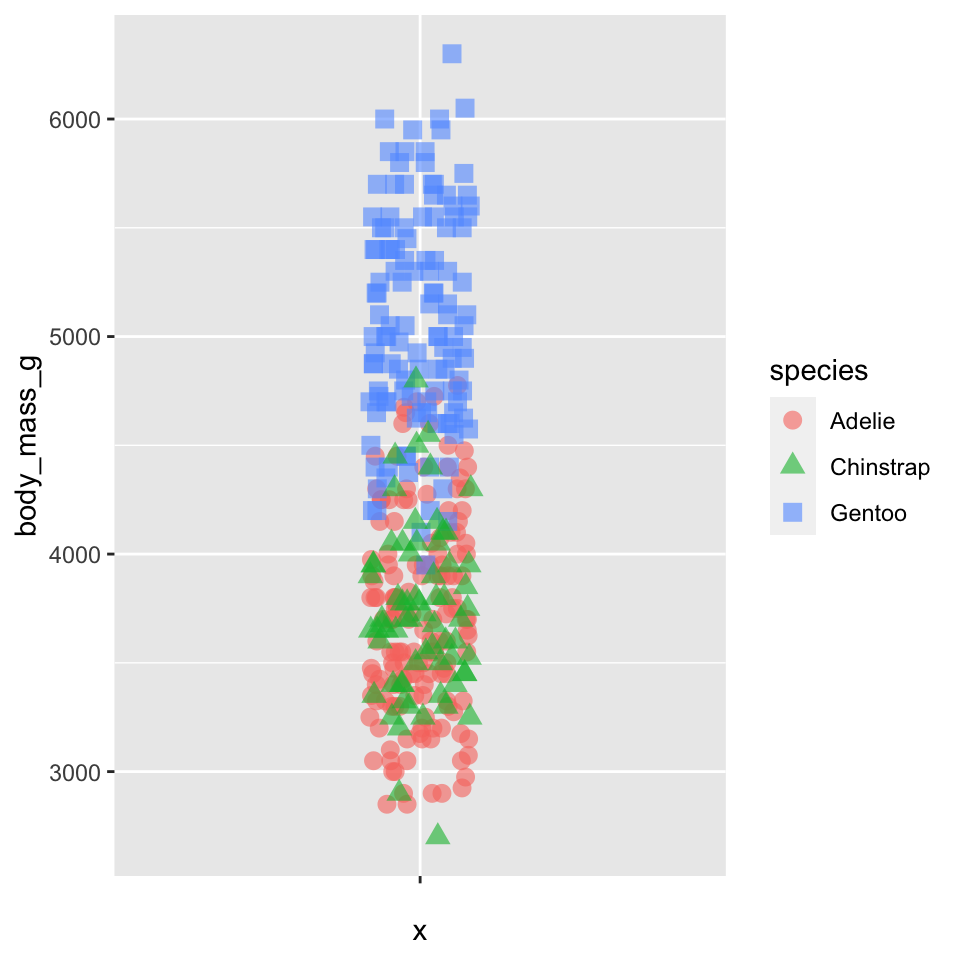 body_mass_g
6000
5000
4000
3000
x
species
Adelie
Chinstrap
Gentoo